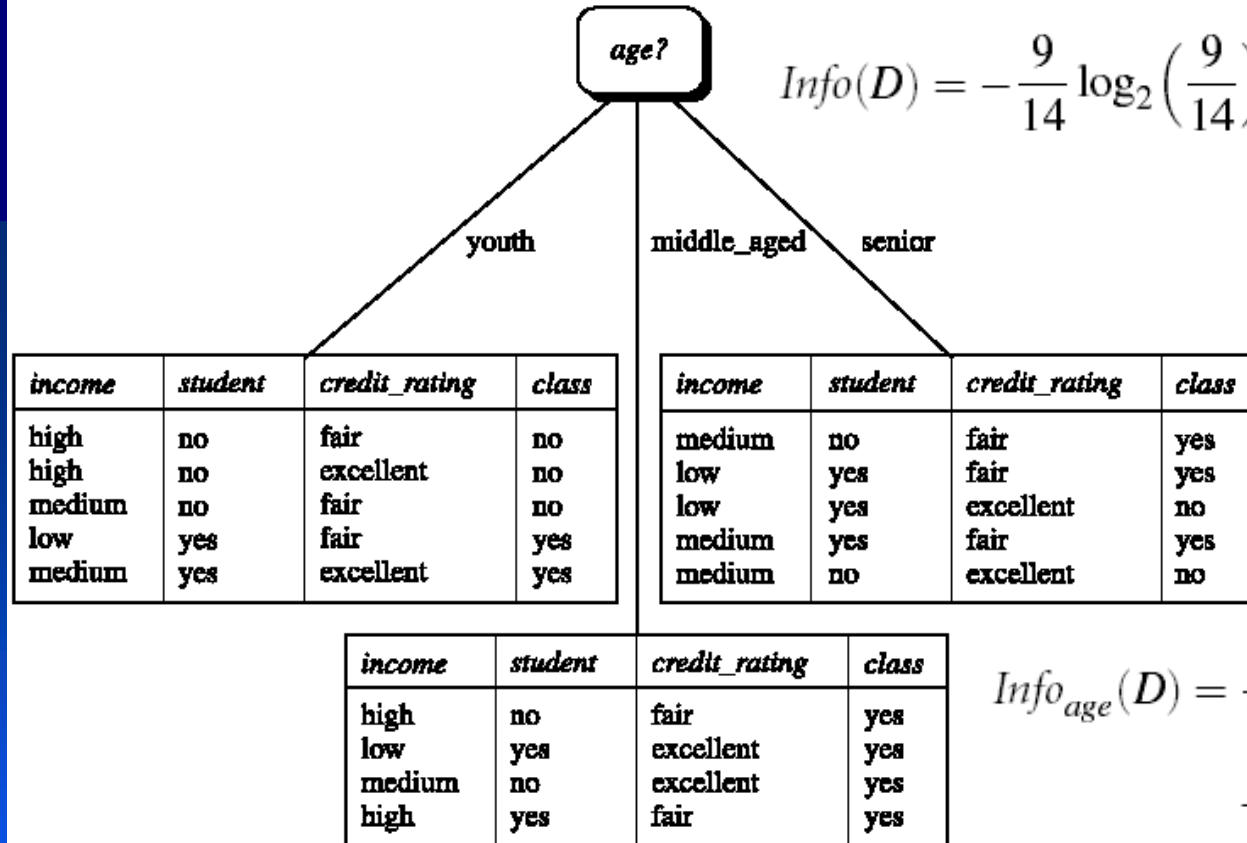 age?
Info(D) = −9/14 log₂(9/14)
youth
middle_aged
senior
income student credit_rating class
high no fair no
high no excellent no
medium no fair no
low yes fair yes
medium yes excellent yes
income student credit_rating class
medium no fair yes
low yes fair yes
low yes excellent no
medium yes fair yes
medium no excellent no
income student credit_rating class
high no fair yes
low yes excellent yes
medium no excellent yes
high yes fair yes
Info_age(D) =